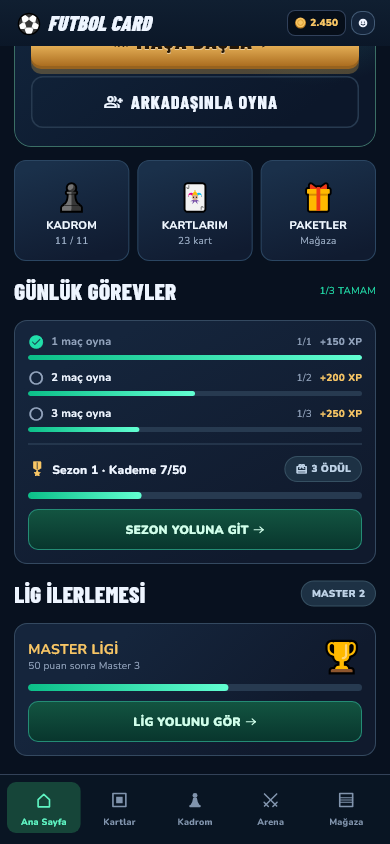 FUTBOL CARD
2.450
ARKADAŞINLA OYNA
KADROM
11 / 11
KARTLARIM
23 kart
PAKETLER
Mağaza
GÜNLÜK GÖREVLER
1/3 TAMAM
1 maç oyna 1/1 +150 XP
2 maç oyna 1/2 +200 XP
3 maç oyna 1/3 +250 XP
Sezon 1 · Kademe 7/50
3 ÖDÜL
SEZON YOLUNA GİT →
LİG İLERLEMESİ
MASTER 2
MASTER LİGİ
50 puan sonra Master 3
LİG YOLUNU GÖR →
Ana Sayfa
Kartlar
Kadrom
Arena
Mağaza